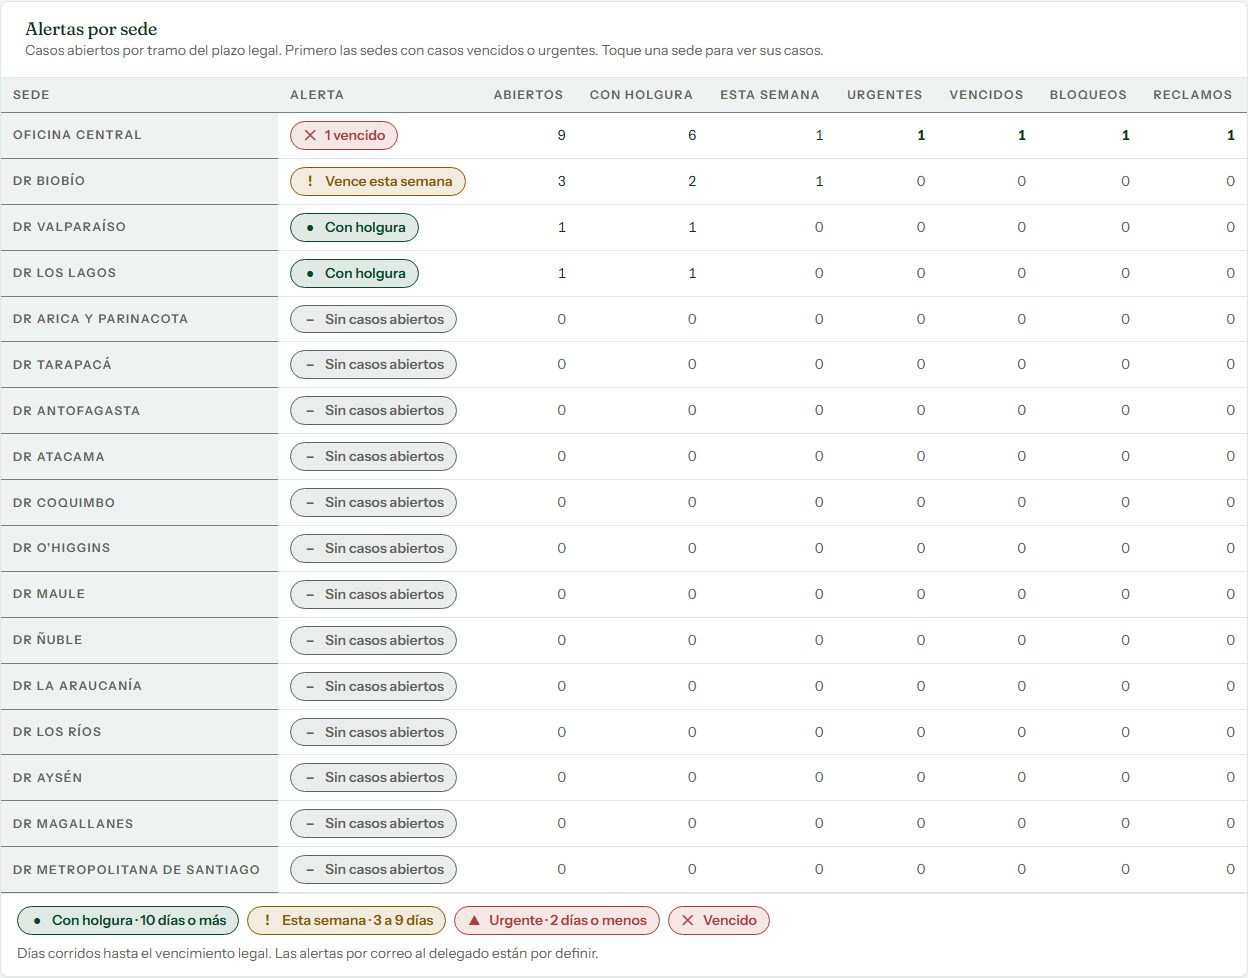 Alertas por sede
Casos abiertos por tramo del plazo legal. Primero las sedes con casos vencidos o urgentes. Toque una sede para ver sus casos.
SEDE ALERTA ABIERTOS CON HOLGURA ESTA SEMANA URGENTES VENCIDOS BLOQUEOS RECLAMOS
OFICINA CENTRAL × 1 vencido 9 6 1 1 1 1 1
DR BIOBÍO ! Vence esta semana 3 2 1 0 0 0 0
DR VALPARAÍSO ● Con holgura 1 1 0 0 0 0 0
DR LOS LAGOS ● Con holgura 1 1 0 0 0 0 0
DR ARICA Y PARINACOTA – Sin casos abiertos 0 0 0 0 0 0 0
DR TARAPACÁ – Sin casos abiertos 0 0 0 0 0 0 0
DR ANTOFAGASTA – Sin casos abiertos 0 0 0 0 0 0 0
DR ATACAMA – Sin casos abiertos 0 0 0 0 0 0 0
DR COQUIMBO – Sin casos abiertos 0 0 0 0 0 0 0
DR O'HIGGINS – Sin casos abiertos 0 0 0 0 0 0 0
DR MAULE – Sin casos abiertos 0 0 0 0 0 0 0
DR ÑUBLE – Sin casos abiertos 0 0 0 0 0 0 0
DR LA ARAUCANÍA – Sin casos abiertos 0 0 0 0 0 0 0
DR LOS RÍOS – Sin casos abiertos 0 0 0 0 0 0 0
DR AYSÉN – Sin casos abiertos 0 0 0 0 0 0 0
DR MAGALLANES – Sin casos abiertos 0 0 0 0 0 0 0
DR METROPOLITANA DE SANTIAGO – Sin casos abiertos 0 0 0 0 0 0 0
● Con holgura · 10 días o más ! Esta semana · 3 a 9 días ▲ Urgente · 2 días o menos × Vencido
Días corridos hasta el vencimiento legal. Las alertas por correo al delegado están por definir.